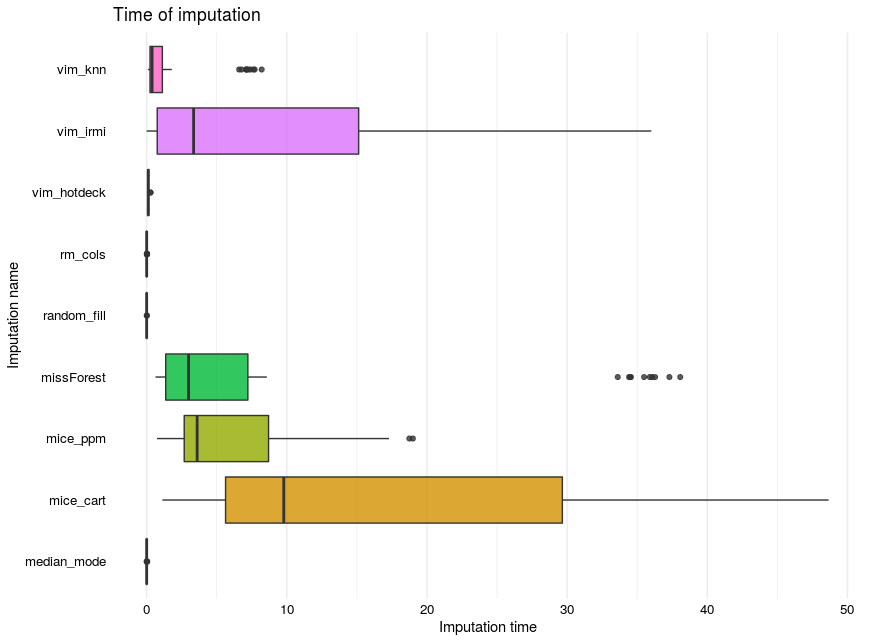 Time of imputation
Imputation name
vim_knn
vim_irmi
vim_hotdeck
rm_cols
random_fill
missForest
mice_ppm
mice_cart
median_mode
0 10 20 30 40 50
Imputation time